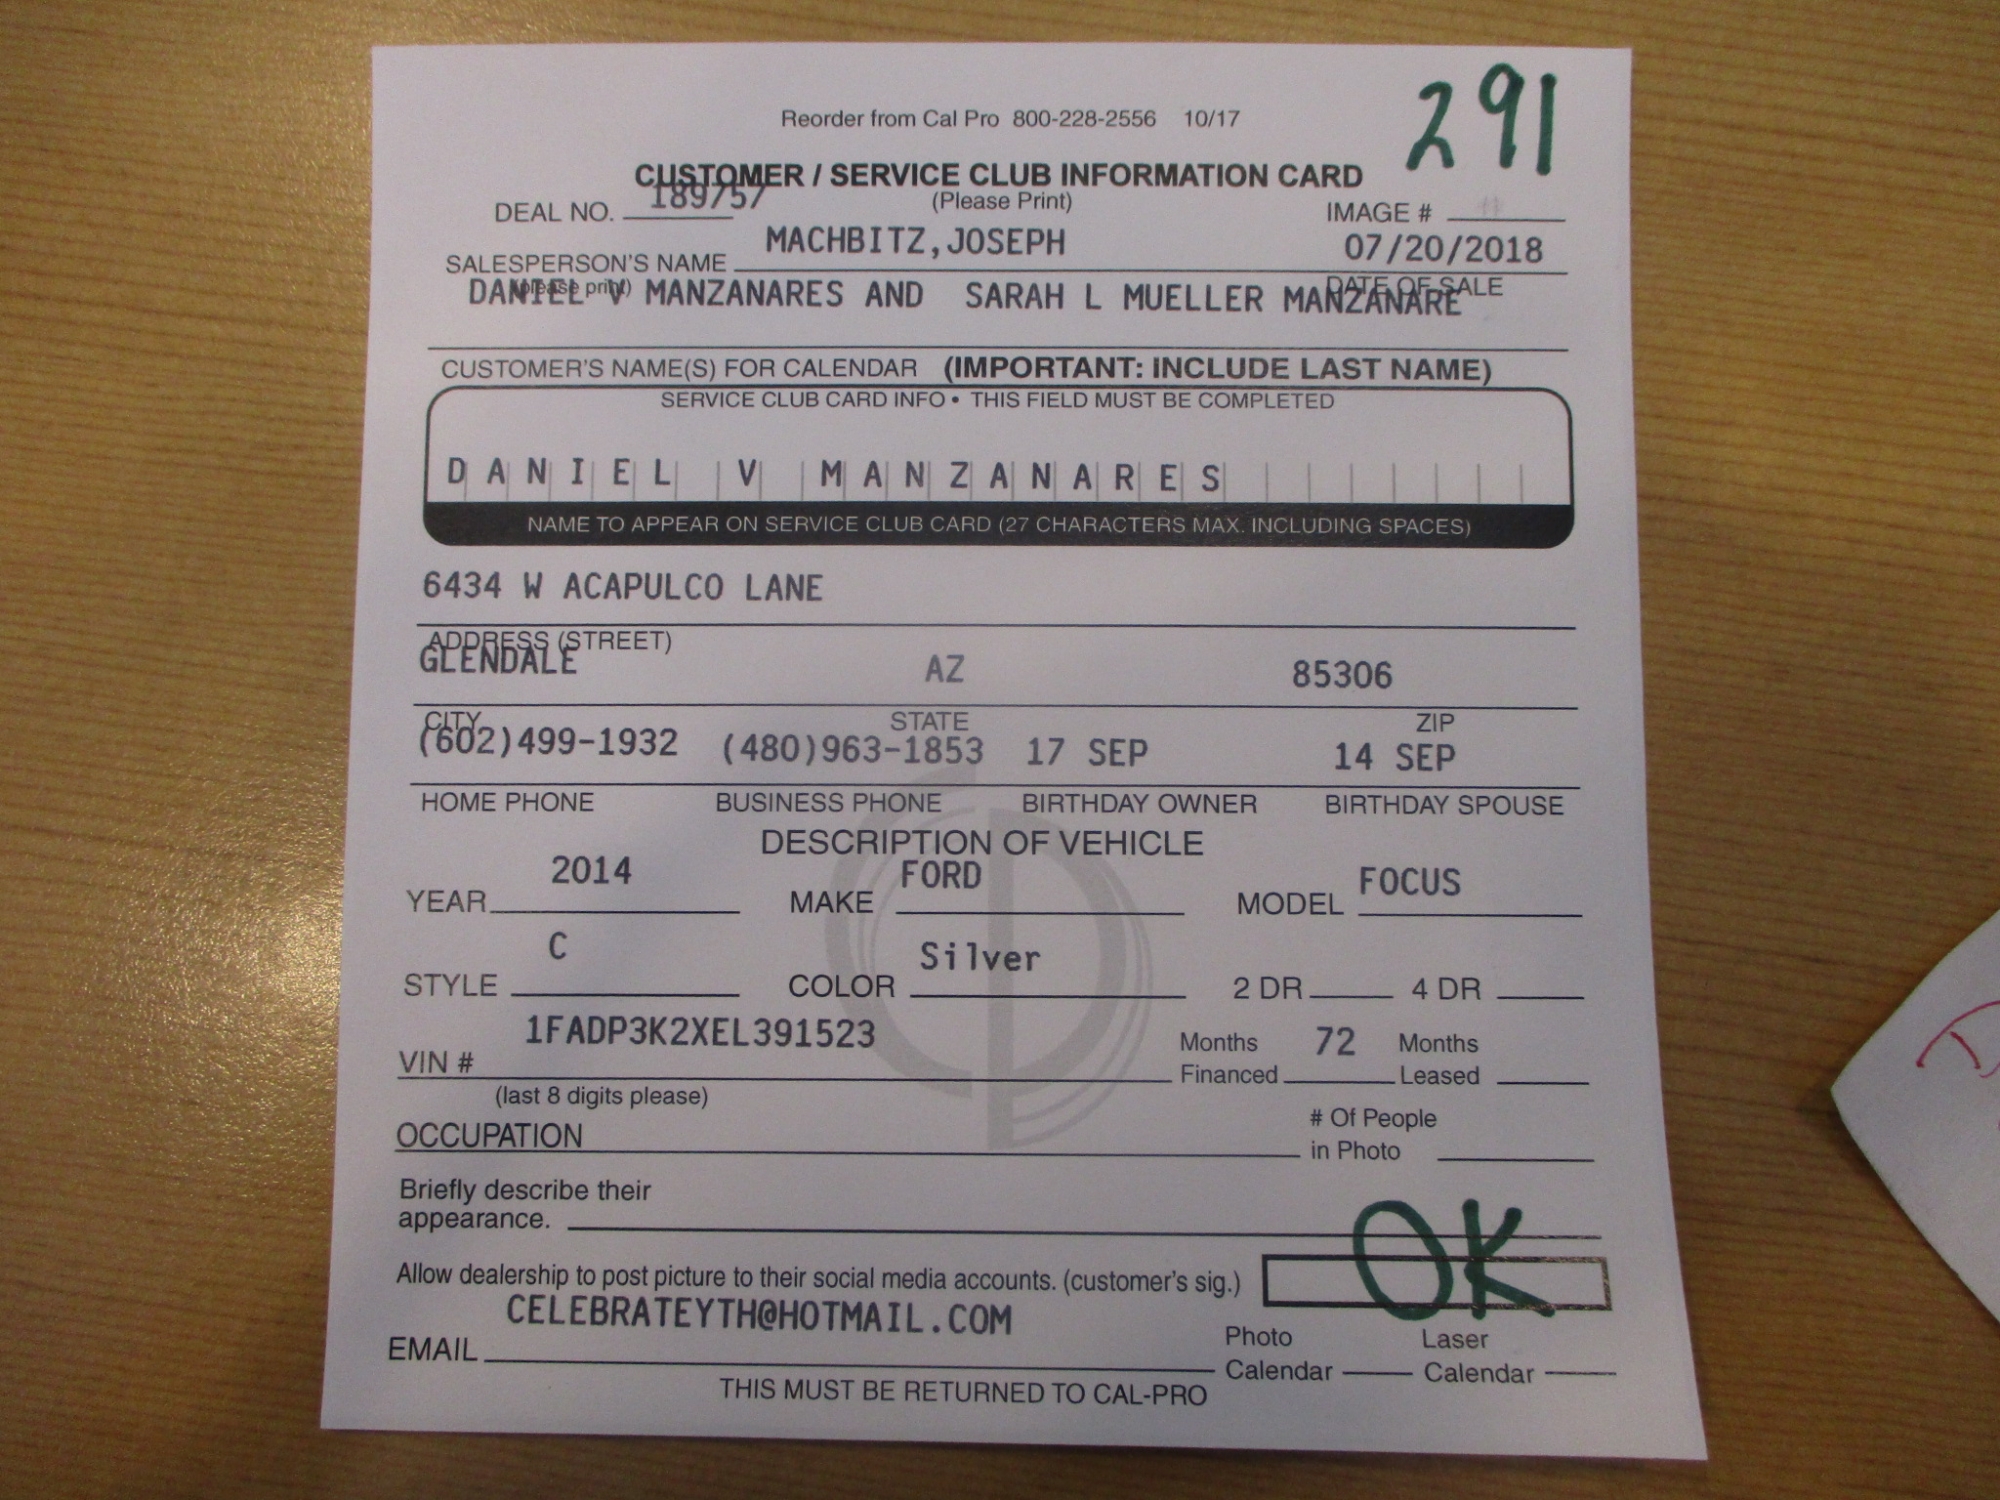 291
Reorder from Cal Pro 800-228-2556 10/17
CUSTOMER / SERVICE CLUB INFORMATION CARD
DEAL NO. 189757 (Please Print) IMAGE #
SALESPERSON'S NAME MACHBITZ,JOSEPH 07/20/2018
(please print) DATE OF SALE
DANIEL V MANZANARES AND SARAH L MUELLER MANZANARE
CUSTOMER'S NAME(S) FOR CALENDAR (IMPORTANT: INCLUDE LAST NAME)
SERVICE CLUB CARD INFO • THIS FIELD MUST BE COMPLETED
DANIEL V MANZANARES
NAME TO APPEAR ON SERVICE CLUB CARD (27 CHARACTERS MAX. INCLUDING SPACES)
6434 W ACAPULCO LANE
ADDRESS (STREET)
GLENDALE AZ 85306
CITY STATE ZIP
(602)499-1932 (480)963-1853 17 SEP 14 SEP
HOME PHONE BUSINESS PHONE BIRTHDAY OWNER BIRTHDAY SPOUSE
DESCRIPTION OF VEHICLE
YEAR 2014 MAKE FORD MODEL FOCUS
STYLE C COLOR Silver 2 DR 4 DR
VIN # 1FADP3K2XEL391523 Months Financed 72 Months Leased
(last 8 digits please)
OCCUPATION # Of People in Photo
Briefly describe their
appearance.
Allow dealership to post picture to their social media accounts. (customer's sig.) OK
EMAIL CELEBRATEYTH@HOTMAIL.COM Photo Calendar Laser Calendar
THIS MUST BE RETURNED TO CAL-PRO